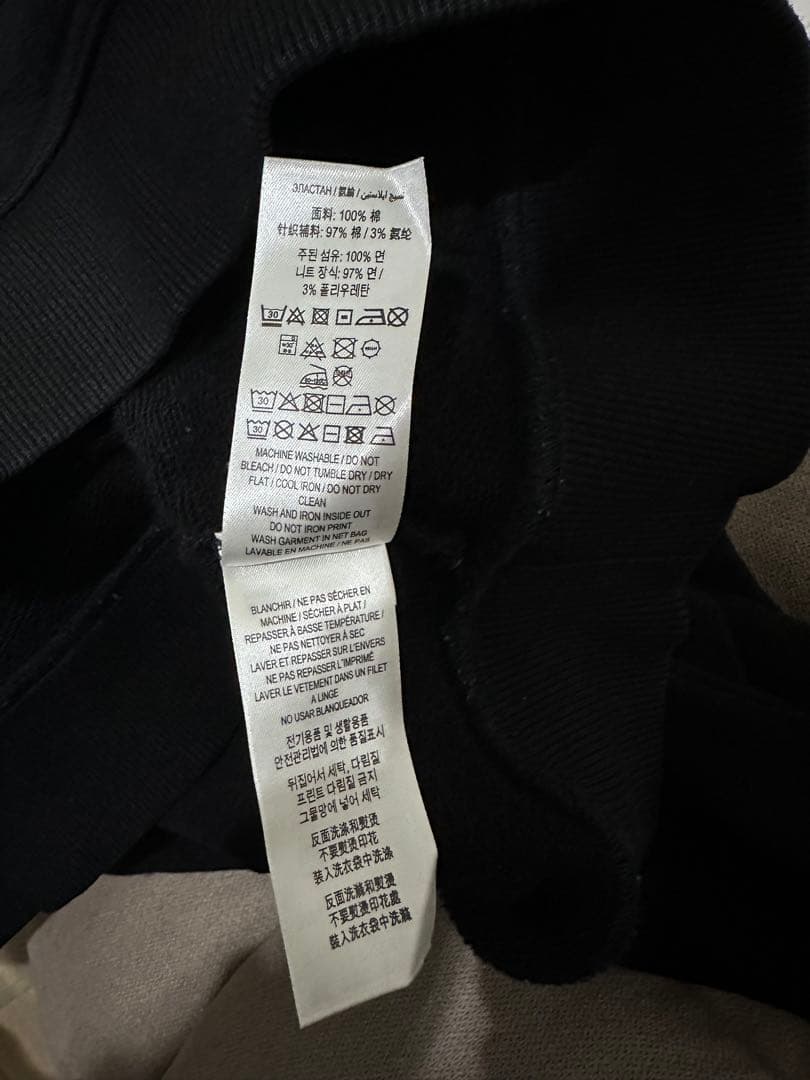 ЭЛАСТАН / 氨綸 /
面料: 100% 棉
针织辅料: 97% 棉 / 3% 氨纶
주된 섬유: 100% 면
니트 장식: 97% 면 /
3% 폴리우레탄
30
30
30
MACHINE WASHABLE / DO NOT
BLEACH / DO NOT TUMBLE DRY / DRY
FLAT / COOL IRON / DO NOT DRY
CLEAN
WASH AND IRON INSIDE OUT
DO NOT IRON PRINT
WASH GARMENT IN NET BAG
LAVABLE EN MACHINE / NE PAS
BLANCHIR / NE PAS SÉCHER EN
MACHINE / SÉCHER À PLAT /
REPASSER À BASSE TEMPÉRATURE /
NE PAS NETTOYER À SEC
LAVER ET REPASSER SUR L'ENVERS
NE PAS REPASSER L'IMPRIMÉ
LAVER LE VETEMENT DANS UN FILET
A LINGE
NO USAR BLANQUEADOR
전기용품 및 생활용품
안전관리법에 의한 품질표시
뒤집어서 세탁, 다림질
프린트 다림질 금지
그물망에 넣어 세탁
反面洗涤和熨烫
不要熨烫印花
装入洗衣袋中洗涤
反面洗滌和熨燙
不要熨燙印花處
裝入洗衣袋中洗滌